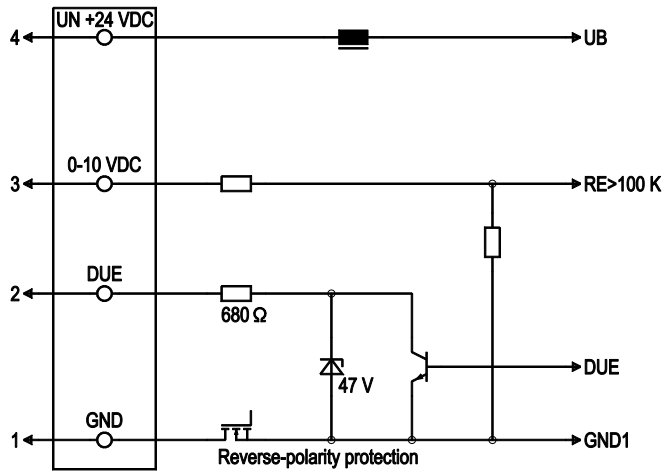 UN +24 VDC
4 UB
0-10 VDC
3 RE>100 K
DUE
2
680 Ω
47 V
DUE
GND
1 GND1
Reverse-polarity protection